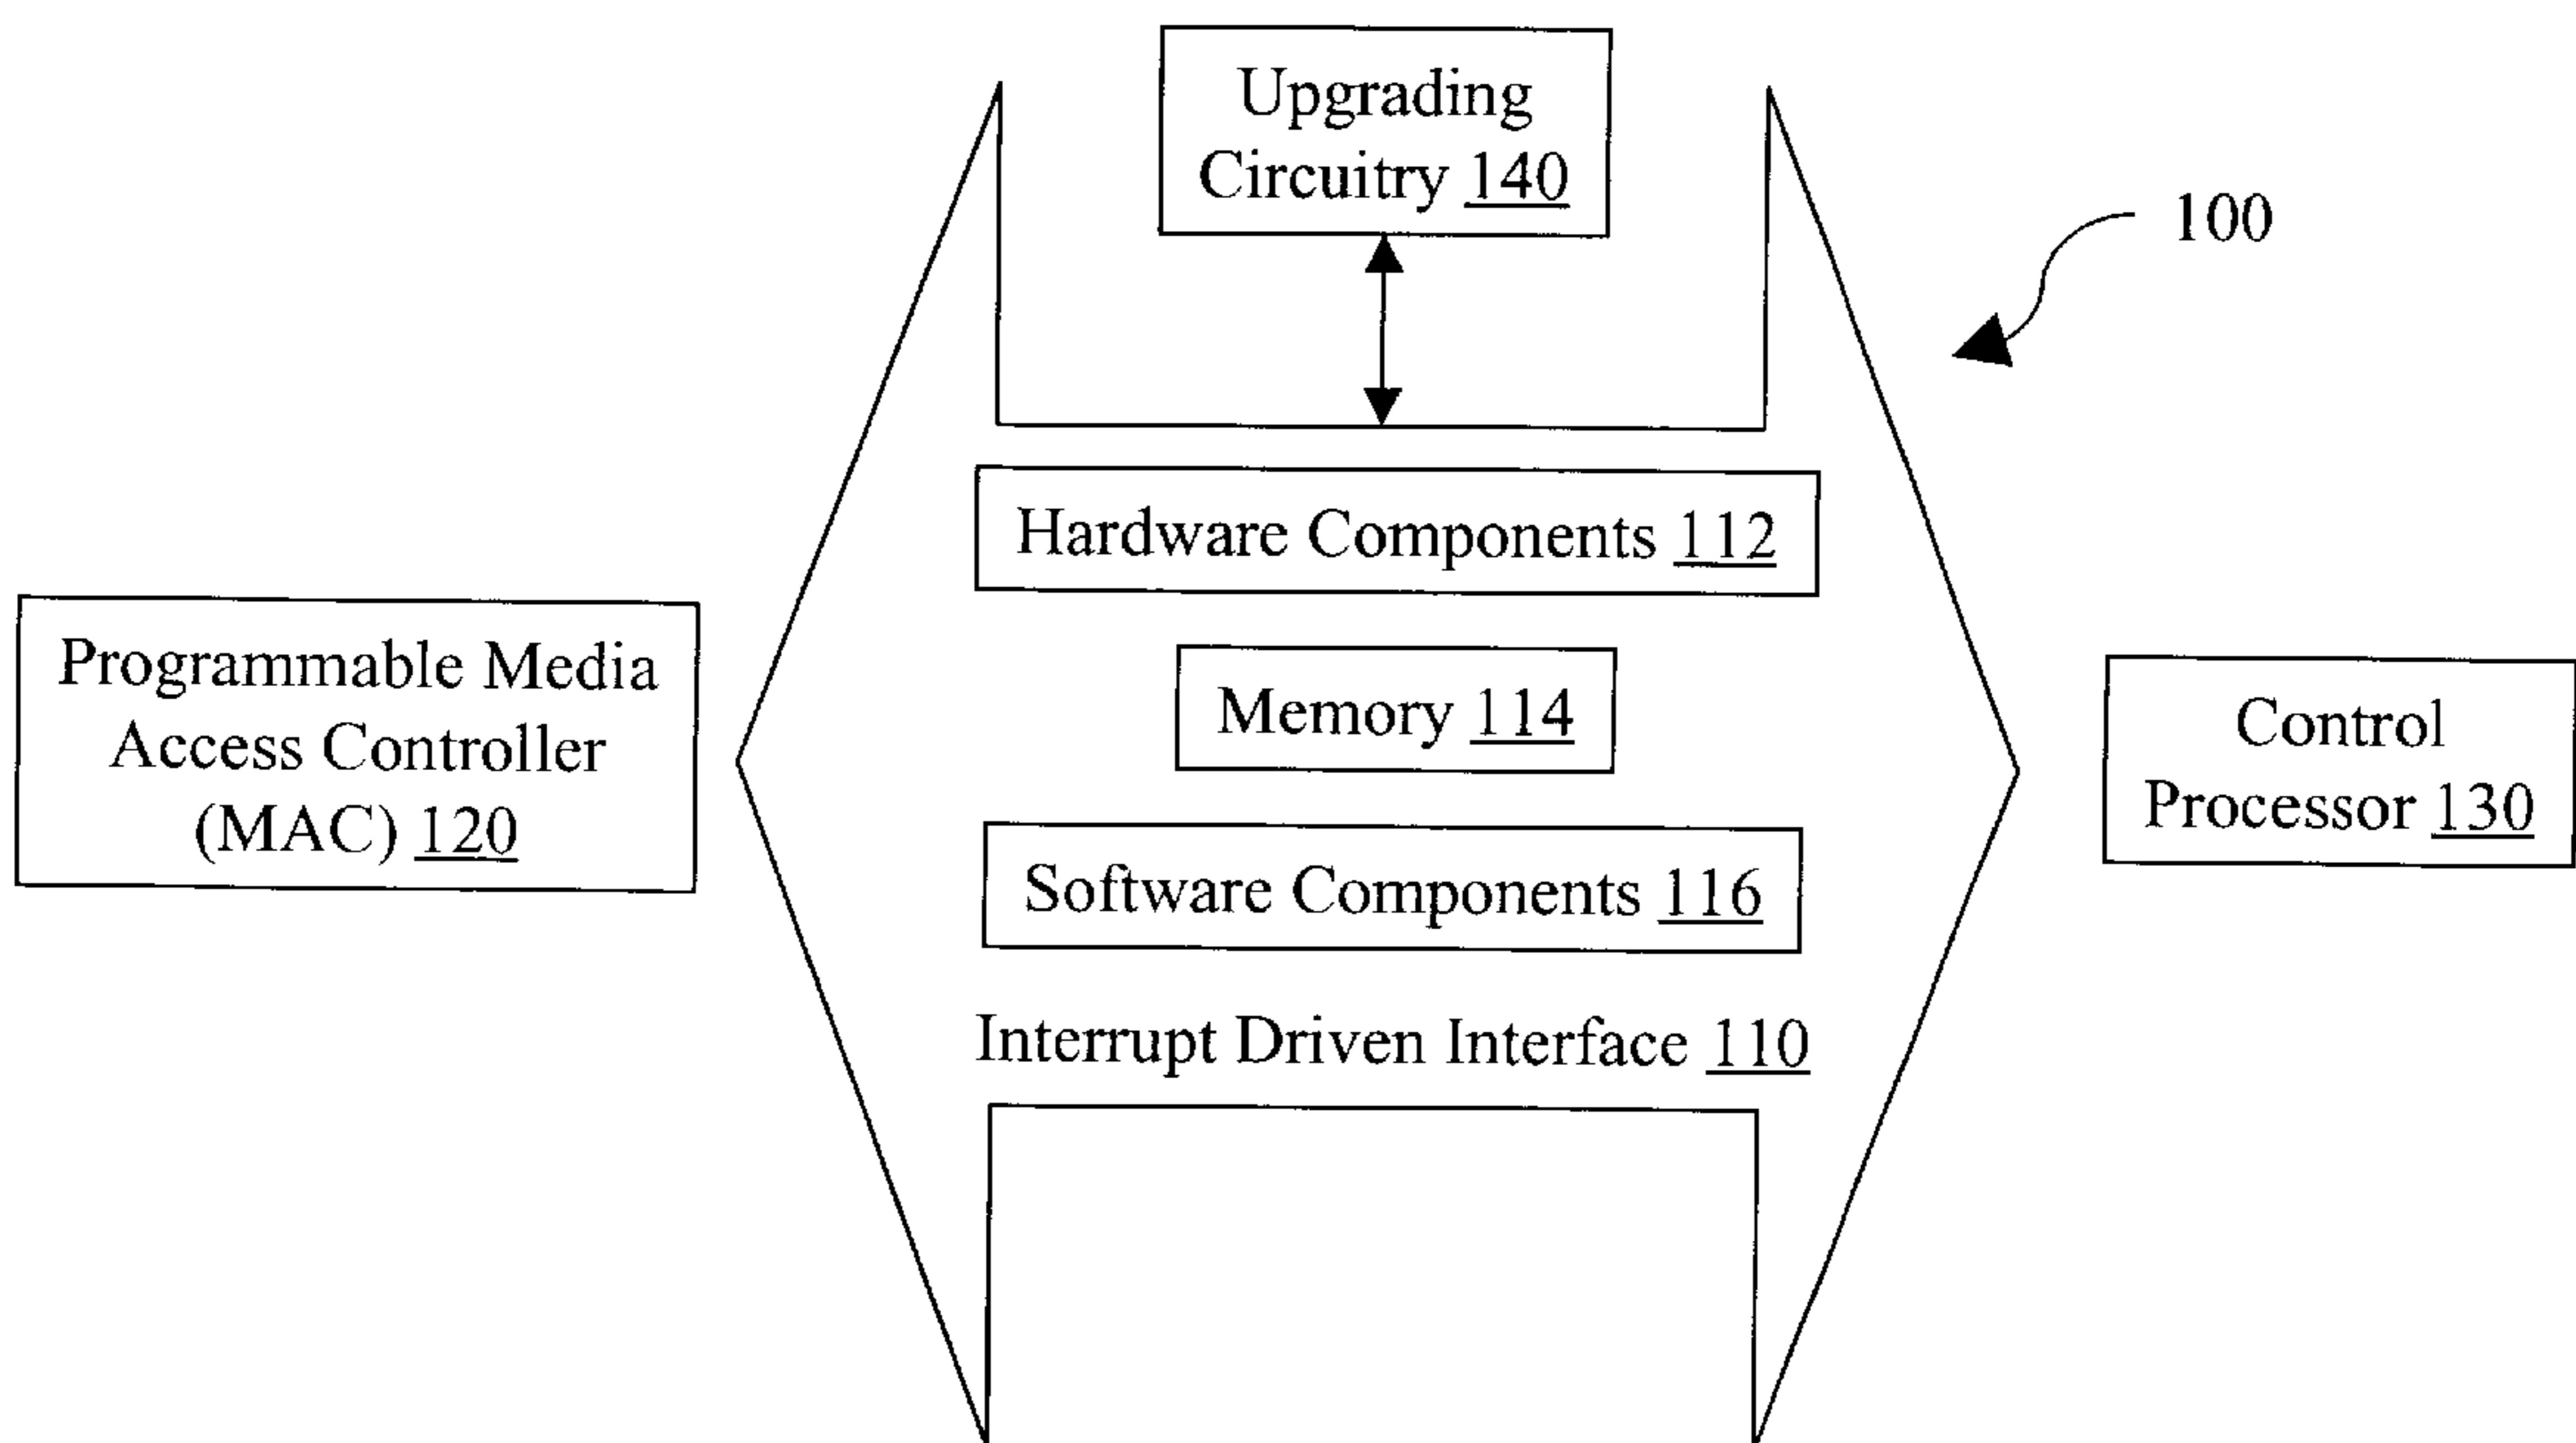 Upgrading
Circuitry 140
100
Hardware Components 112
Programmable Media
Access Controller
(MAC) 120
Memory 114
Control
Processor 130
Software Components 116
Interrupt Driven Interface 110